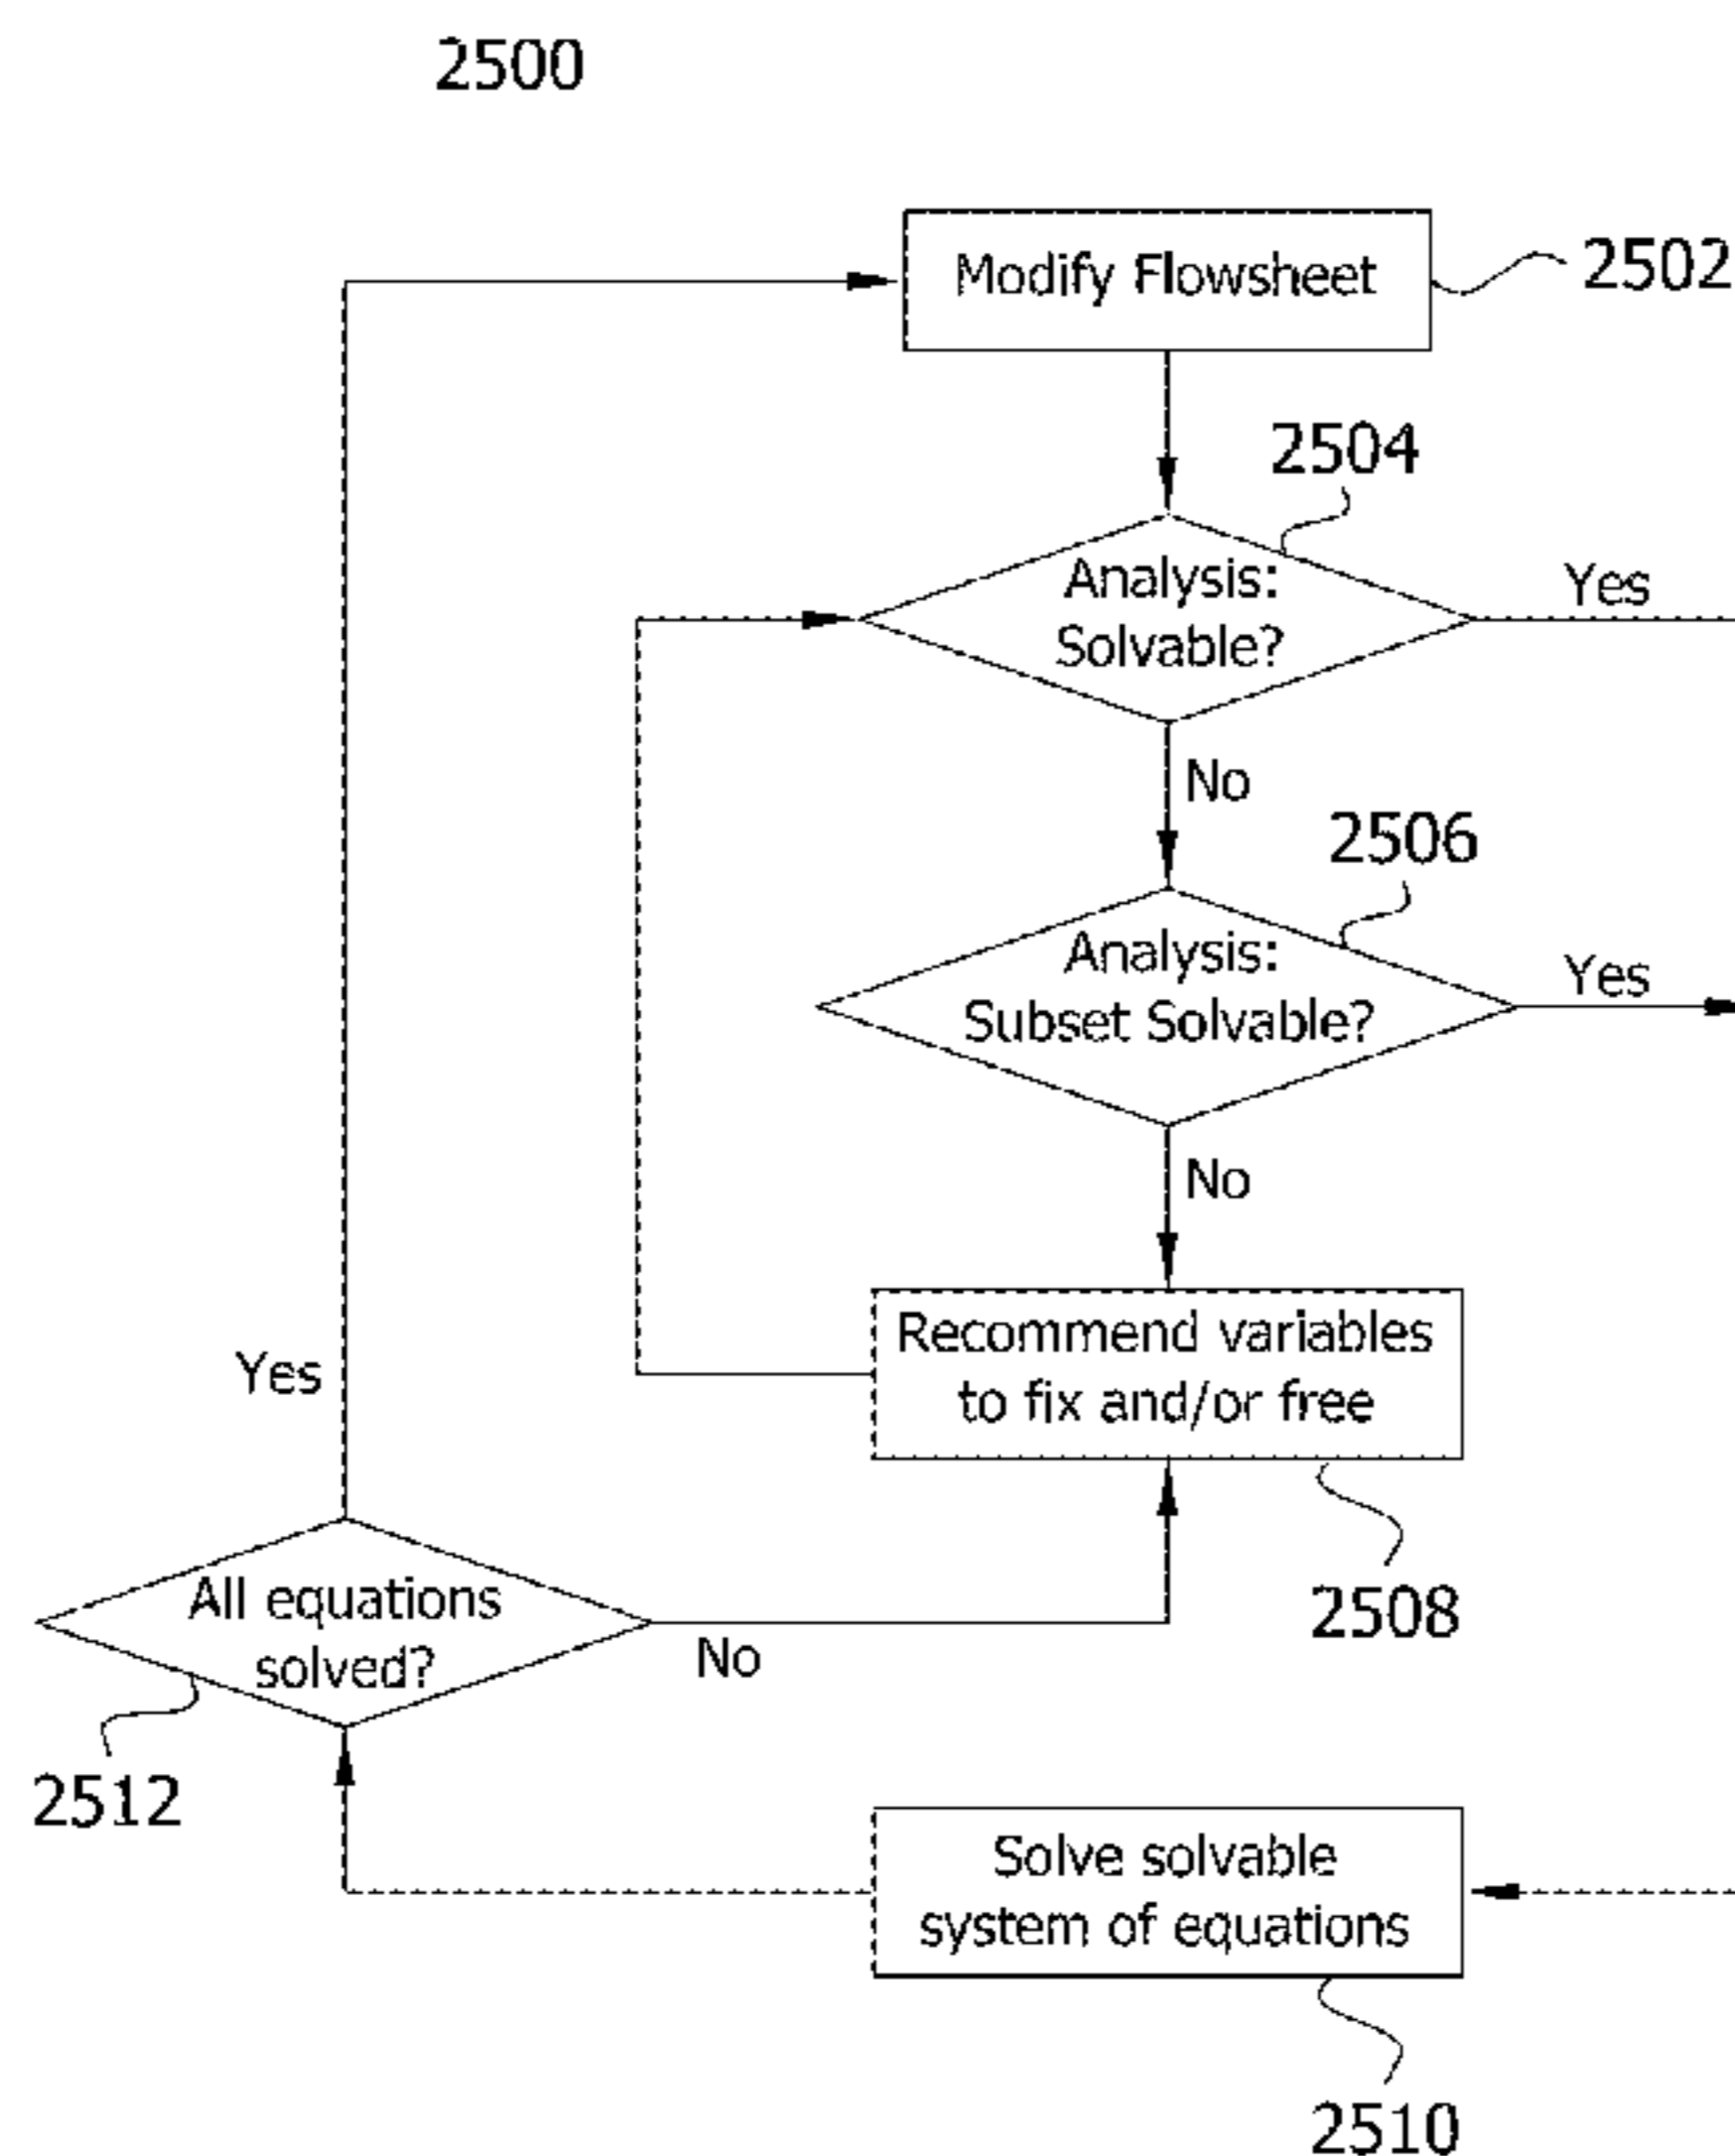 2500
Modify Flowsheet
2502
2504
Analysis:
Solvable?
Yes
No
2506
Analysis:
Subset Solvable?
Yes
No
Recommend variables
to fix and/or free
2508
Yes
All equations
solved?
No
2512
Solve solvable
system of equations
2510